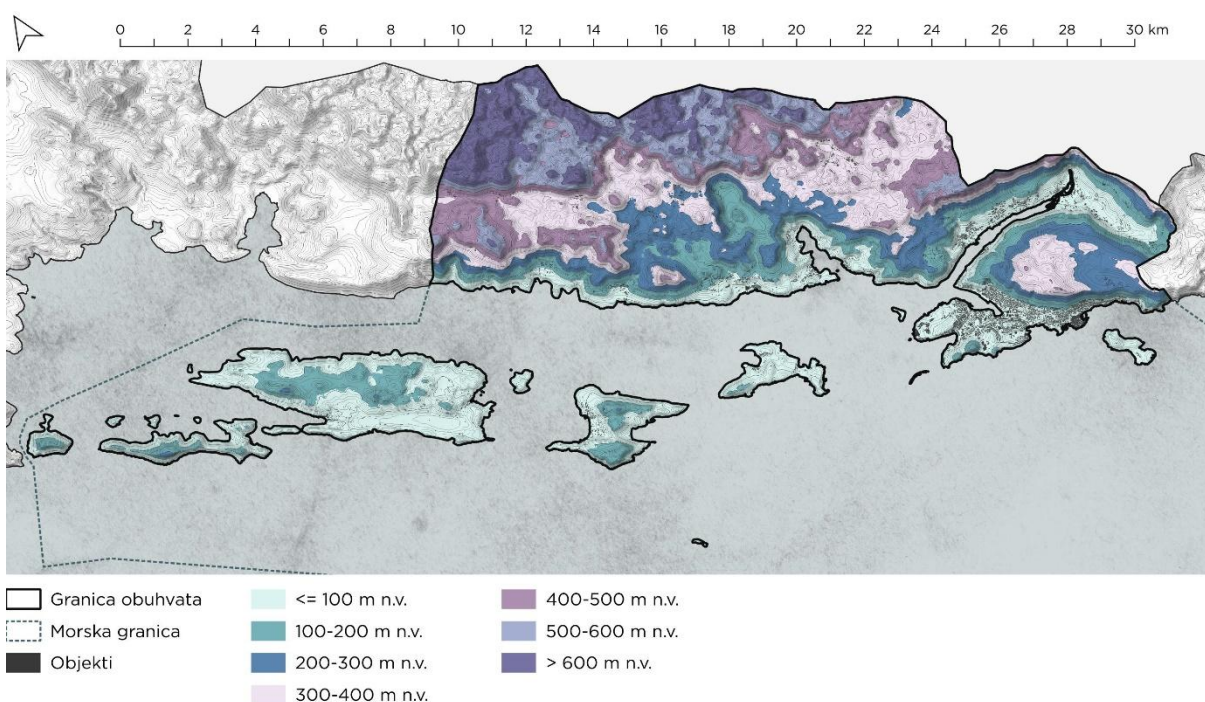 0 2 4 6 8 10 12 14 16 18 20 22 24 26 28 30 km
Granica obuhvata
Morska granica
Objekti
<= 100 m n.v.
100-200 m n.v.
200-300 m n.v.
300-400 m n.v.
400-500 m n.v.
500-600 m n.v.
> 600 m n.v.